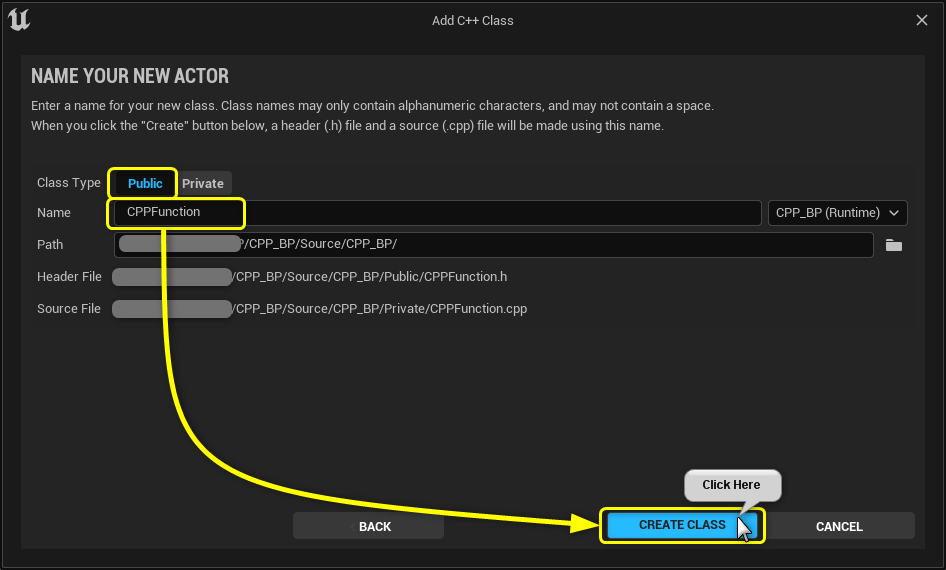 Add C++ Class
NAME YOUR NEW ACTOR
Enter a name for your new class. Class names may only contain alphanumeric characters, and may not contain a space.
When you click the "Create" button below, a header (.h) file and a source (.cpp) file will be made using this name.
Class Type Public Private
Name CPPFunction CPP_BP (Runtime)
Path /CPP_BP/Source/CPP_BP/
Header File /CPP_BP/Source/CPP_BP/Public/CPPFunction.h
Source File /CPP_BP/Source/CPP_BP/Private/CPPFunction.cpp
Click Here
BACK CREATE CLASS CANCEL